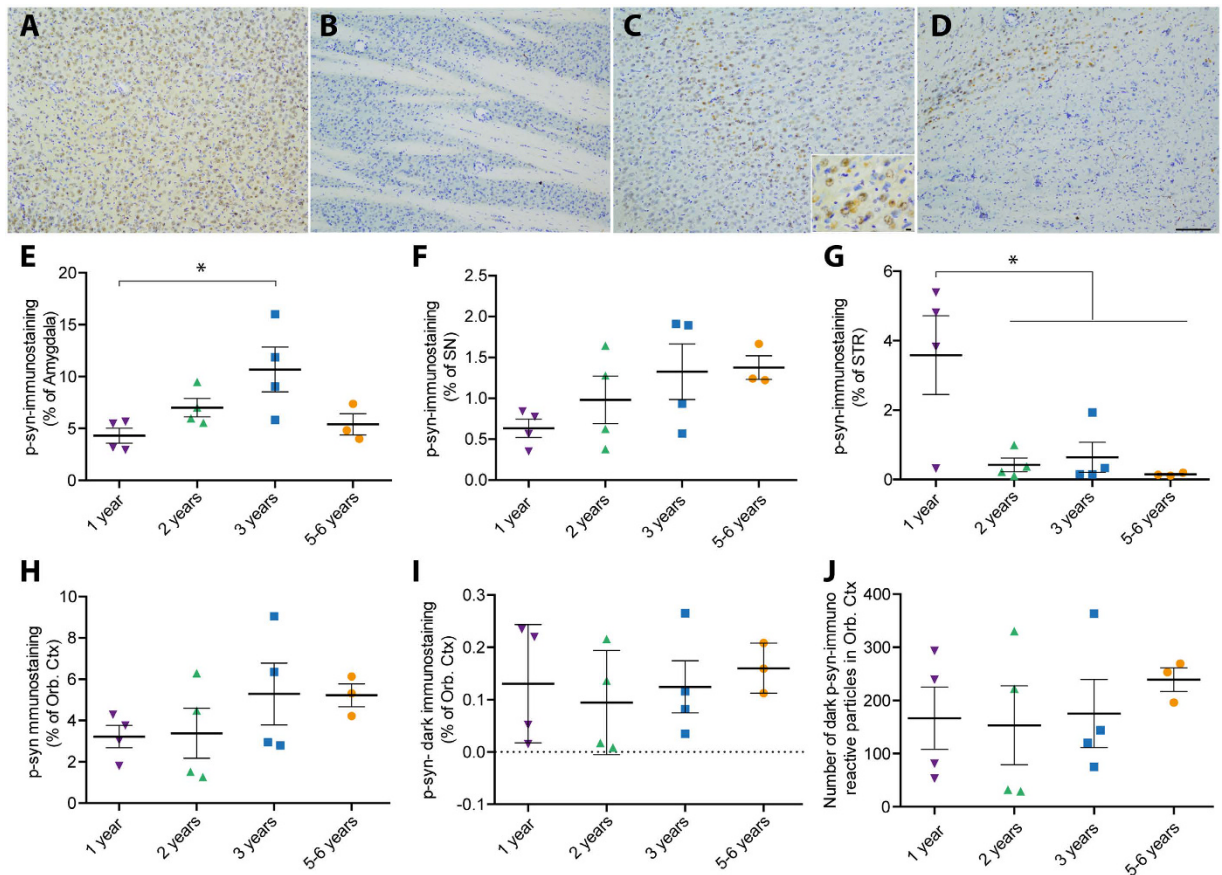 A
B
C
D
E
*
p-syn-immunostaining
(% of Amygdala)
20
15
10
5
0
1 year
2 years
3 years
5-6 years
F
p-syn-immunostaining
(% of SN)
2.5
2.0
1.5
1.0
0.5
0.0
1 year
2 years
3 years
5-6 years
G
*
p-syn-immunostaining
(% of STR)
6
4
2
0
1 year
2 years
3 years
5-6 years
H
p-syn mmunostaining
(% of Orb. Ctx)
10
8
6
4
2
0
1 year
2 years
3 years
5-6 years
I
p-syn- dark immunostaining
(% of Orb. Ctx)
0.3
0.2
0.1
0.0
-0.1
1 year
2 years
3 years
5-6 years
J
Number of dark p-syn-immuno
reactive particles in Orb. Ctx
400
300
200
100
0
1 year
2 years
3 years
5-6 years